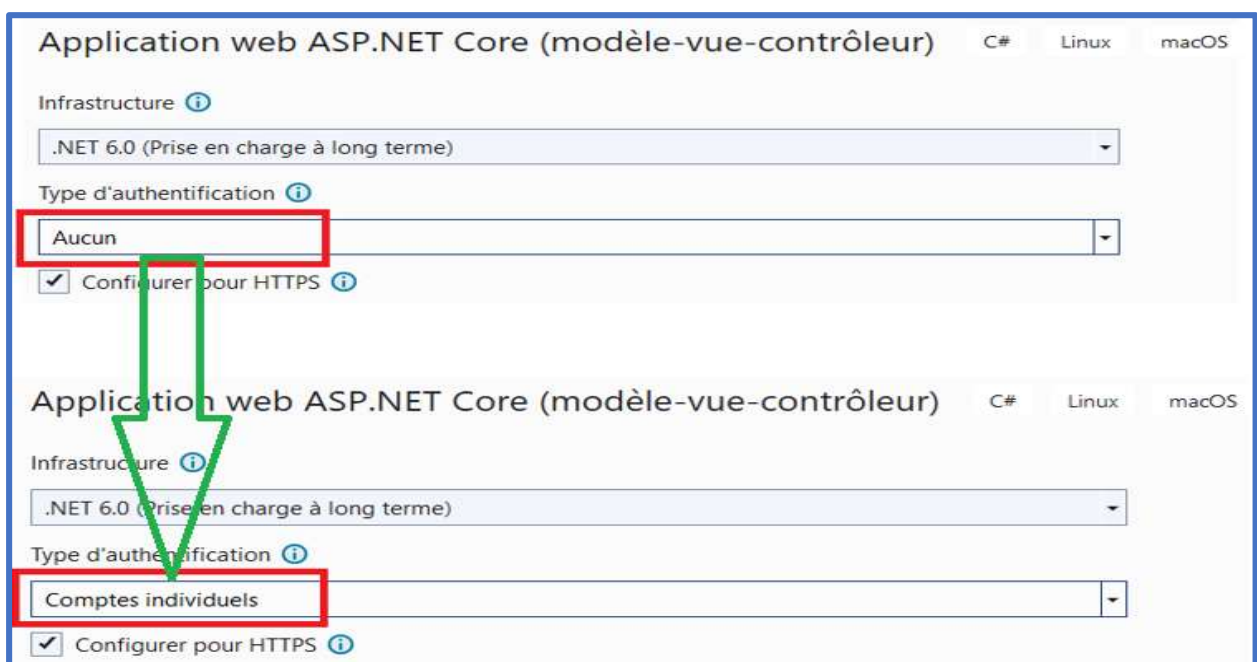 Application web ASP.NET Core (modèle-vue-contrôleur) C# Linux macOS
Infrastructure
.NET 6.0 (Prise en charge à long terme)
Type d'authentification
Aucun
Configurer pour HTTPS
Application web ASP.NET Core (modèle-vue-contrôleur) C# Linux macOS
Infrastructure
.NET 6.0 (Prise en charge à long terme)
Type d'authentification
Comptes individuels
Configurer pour HTTPS